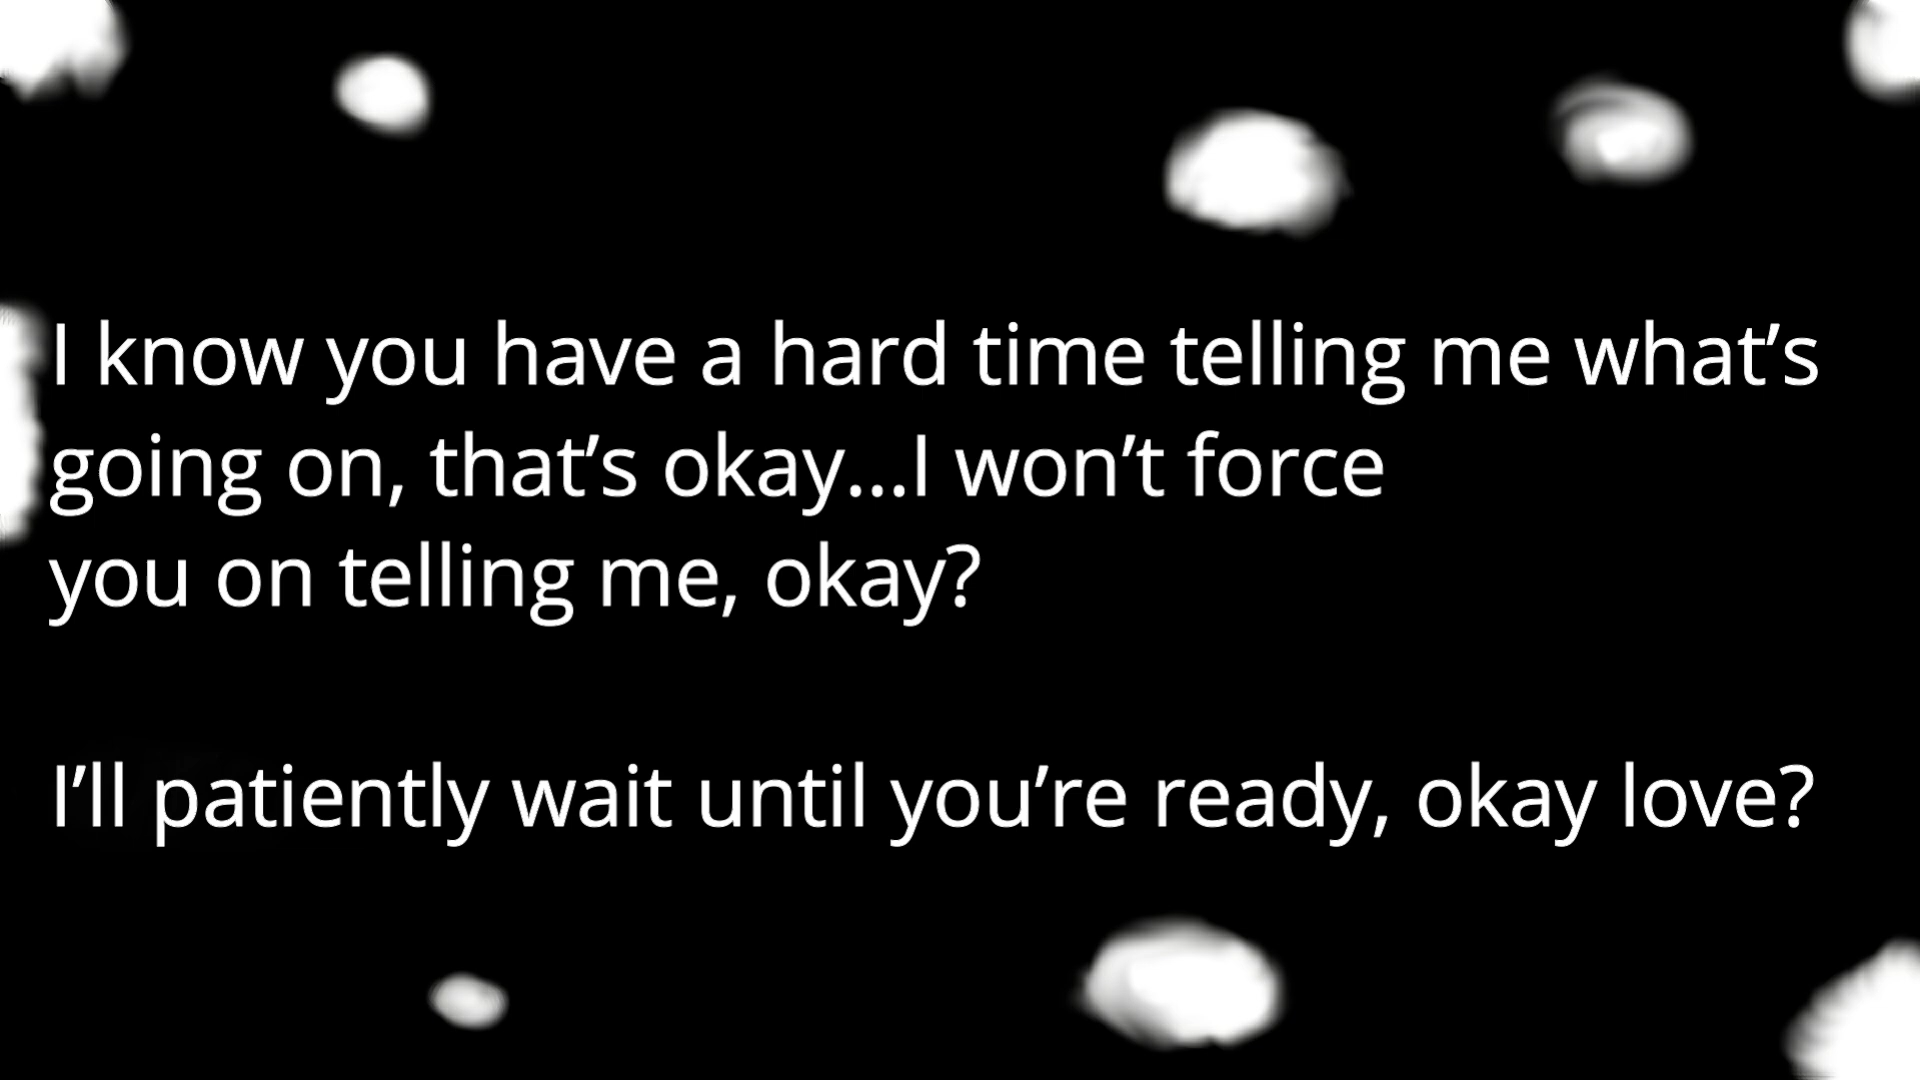 I know you have a hard time telling me what’s
going on, that’s okay...I won’t force
you on telling me, okay?
I’ll patiently wait until you’re ready, okay love?